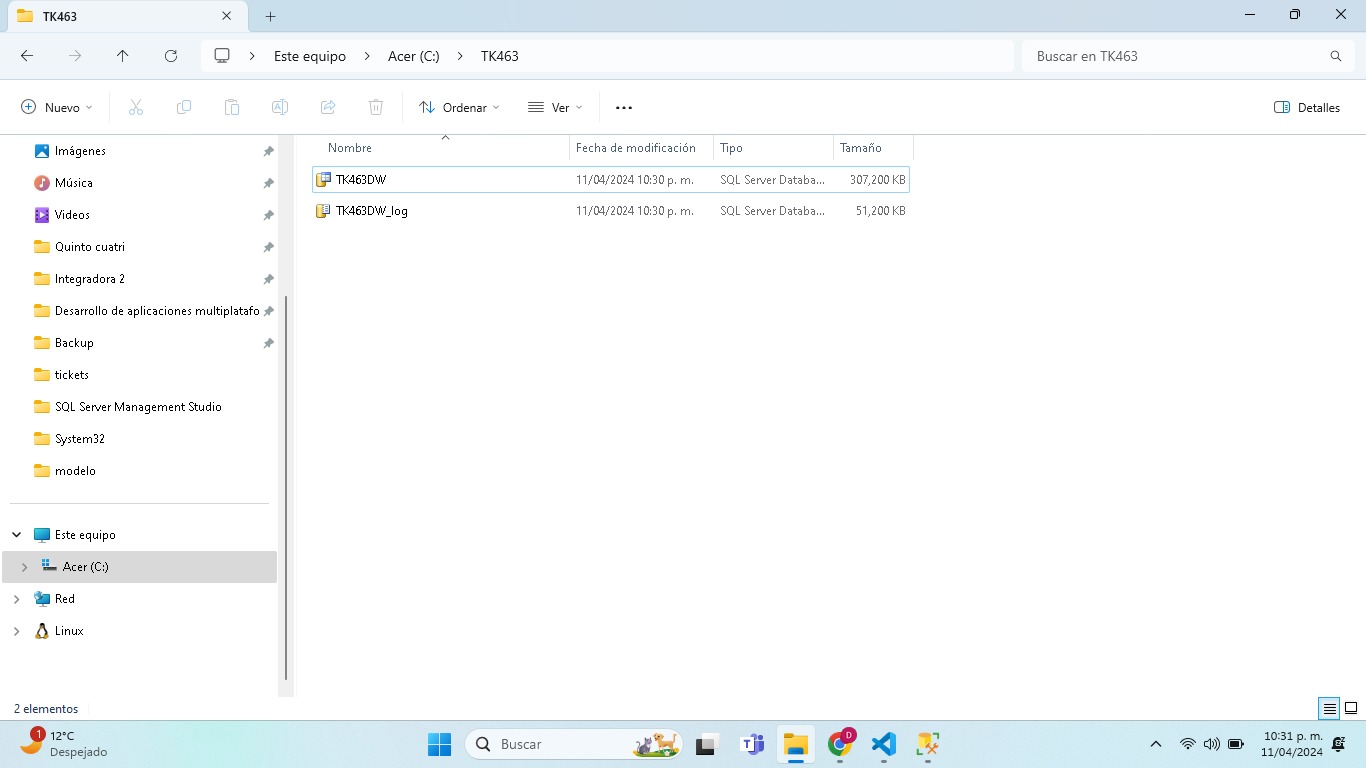 TK463
Este equipo
Acer (C:)
TK463
Buscar en TK463
Nuevo
Ordenar
Ver
Detalles
Nombre
Fecha de modificación
Tipo
Tamaño
TK463DW
11/04/2024 10:30 p. m.
SQL Server Databa...
307,200 KB
TK463DW_log
11/04/2024 10:30 p. m.
SQL Server Databa...
51,200 KB
Imágenes
Música
Videos
Quinto cuatri
Integradora 2
Desarrollo de aplicaciones multiplatafo
Backup
tickets
SQL Server Management Studio
System32
modelo
Este equipo
Acer (C:)
Red
Linux
2 elementos
1
12°C
Despejado
Buscar
D
10:31 p. m.
11/04/2024